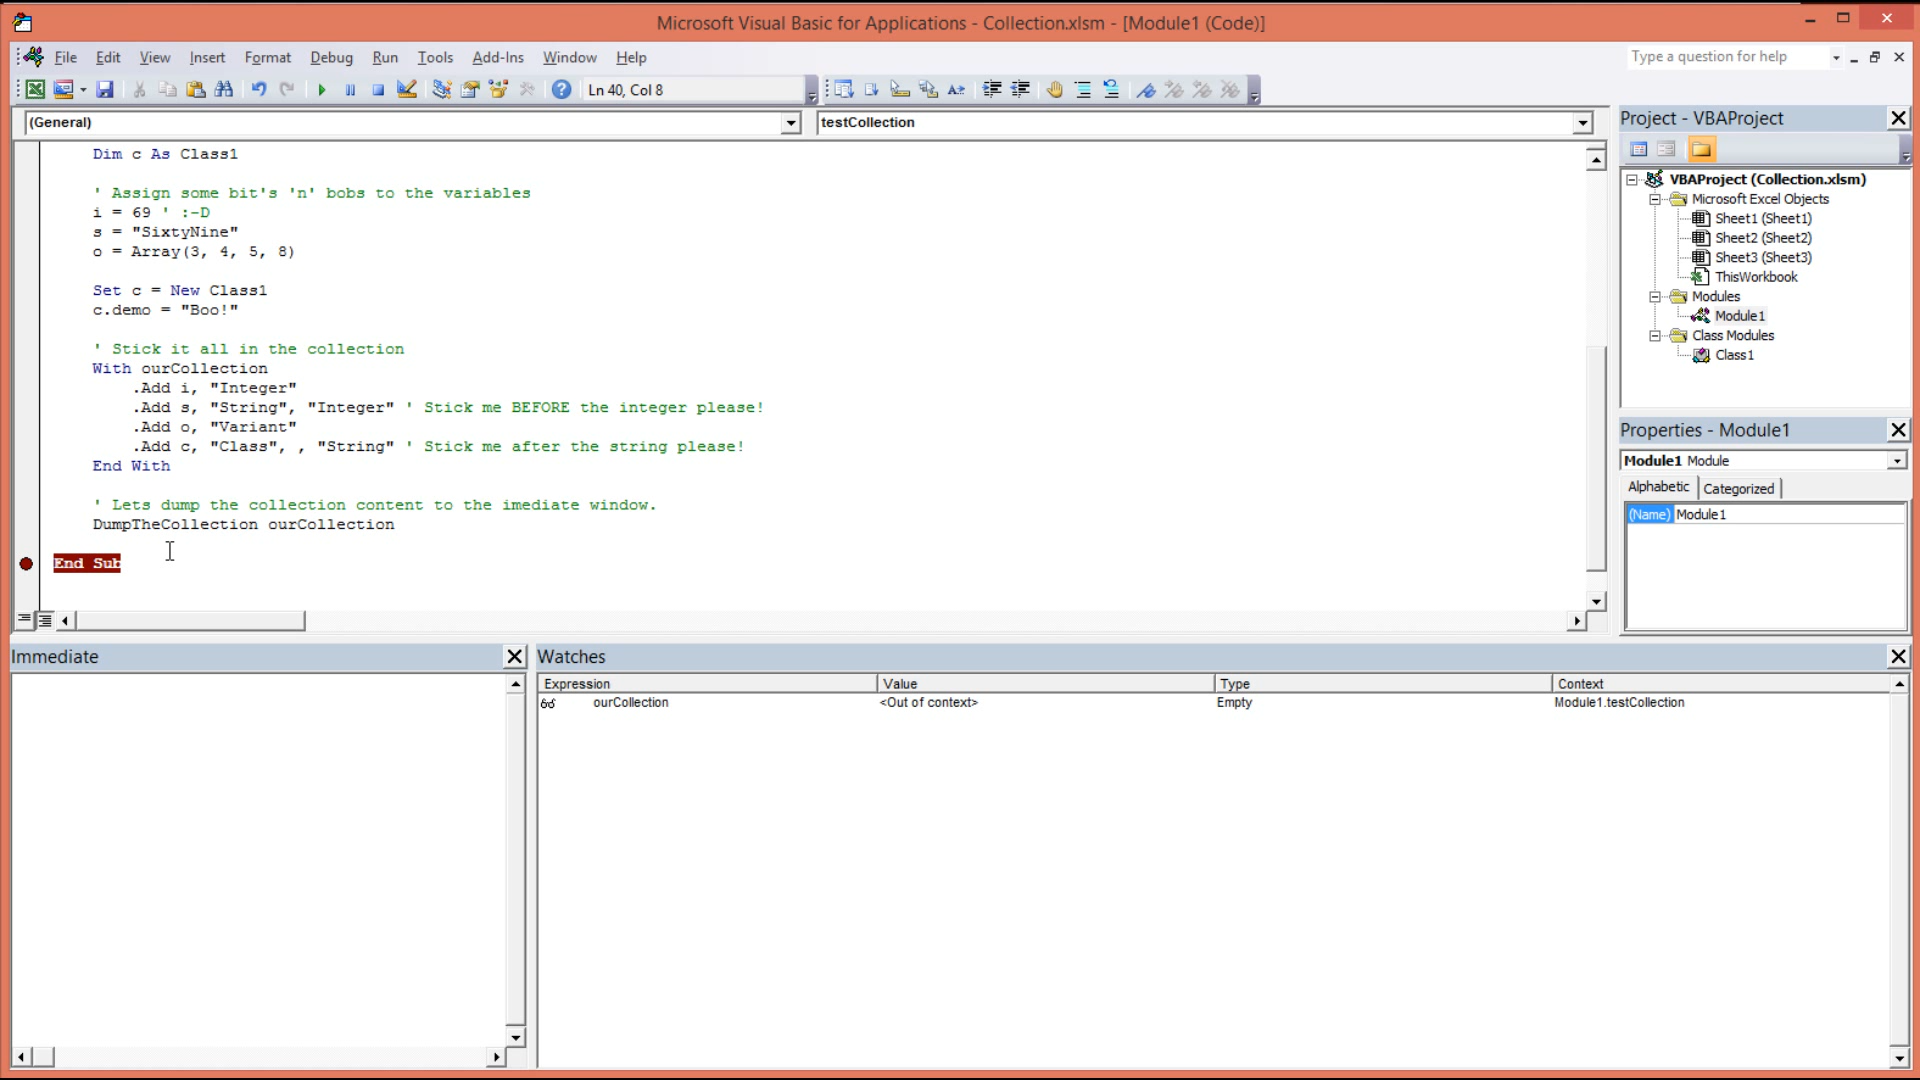 Microsoft Visual Basic for Applications - Collection.xlsm - [Module1 (Code)]
File Edit View Insert Format Debug Run Tools Add-Ins Window Help
Type a question for help
Ln 40, Col 8
(General)
testCollection
Dim c As Class1
' Assign some bit's 'n' bobs to the variables
i = 69 ' :-D
s = "SixtyNine"
o = Array(3, 4, 5, 8)
Set c = New Class1
c.demo = "Boo!"
' Stick it all in the collection
With ourCollection
.Add i, "Integer"
.Add s, "String", "Integer" ' Stick me BEFORE the integer please!
.Add o, "Variant"
.Add c, "Class", , "String" ' Stick me after the string please!
End With
' Lets dump the collection content to the imediate window.
DumpTheCollection ourCollection
End Sub
Project - VBAProject
VBAProject (Collection.xlsm)
Microsoft Excel Objects
Sheet1 (Sheet1)
Sheet2 (Sheet2)
Sheet3 (Sheet3)
ThisWorkbook
Modules
Module1
Class Modules
Class1
Properties - Module1
Module1 Module
Alphabetic Categorized
(Name) Module1
Immediate
Watches
Expression Value Type Context
ourCollection <Out of context> Empty Module1.testCollection